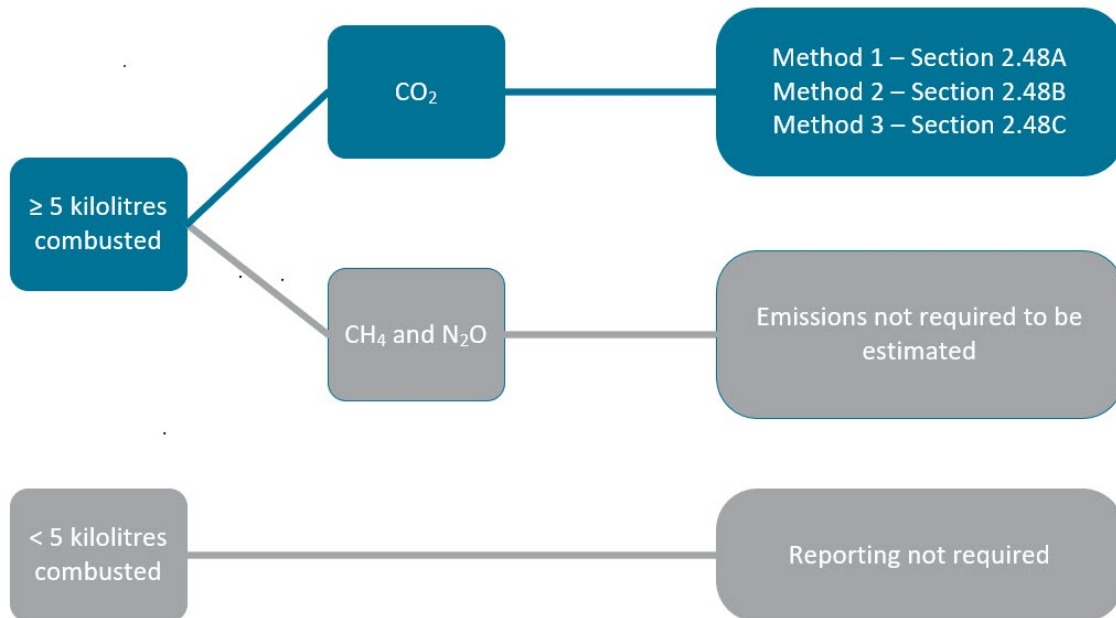 CO₂
Method 1 – Section 2.48A
Method 2 – Section 2.48B
Method 3 – Section 2.48C
≥ 5 kilolitres
combusted
CH₄ and N₂O
Emissions not required to be
estimated
< 5 kilolitres
combusted
Reporting not required